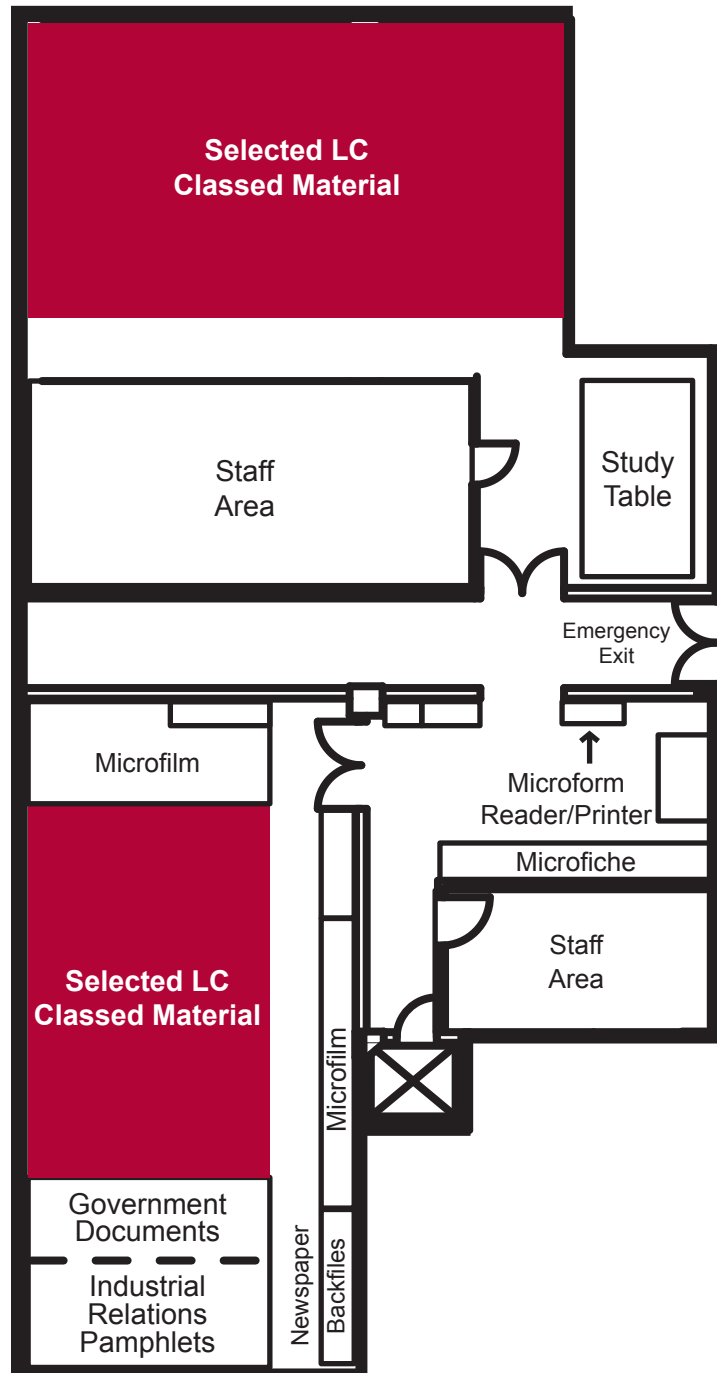 Selected LC
Classed Material
Staff
Area
Study
Table
Emergency
Exit
Microfilm
Microform
Reader/Printer
Microfiche
Staff
Area
Selected LC
Classed Material
Microfilm
Government
Documents
Industrial
Relations
Pamphlets
Newspaper
Backfiles